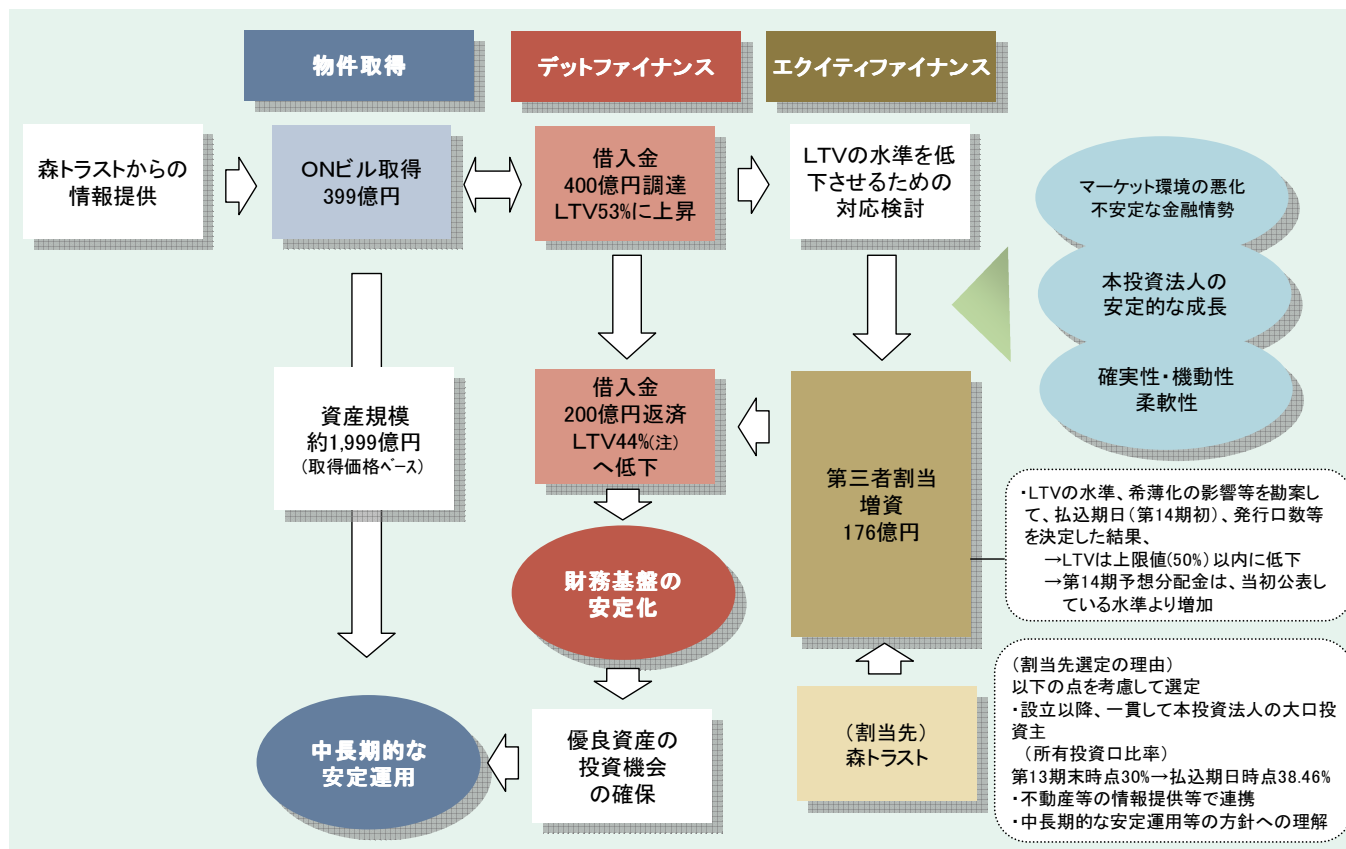 物件取得
デットファイナンス
エクイティファイナンス
森トラストからの
情報提供
ONビル取得
399億円
借入金
400億円調達
LTV53%に上昇
LTVの水準を低
下させるための
対応検討
マーケット環境の悪化
不安定な金融情勢
本投資法人の
安定的な成長
確実性・機動性
柔軟性
資産規模
約1,999億円
(取得価格ベース)
借入金
200億円返済
LTV44%(注)
へ低下
第三者割当
増資
176億円
・LTVの水準、希薄化の影響等を勘案し
て、払込期日(第14期初)、発行口数等
を決定した結果、
→LTVは上限値(50%)以内に低下
→第14期予想分配金は、当初公表し
ている水準より増加
財務基盤の
安定化
中長期的な
安定運用
優良資産の
投資機会
の確保
(割当先)
森トラスト
(割当先選定の理由)
以下の点を考慮して選定
・設立以降、一貫して本投資法人の大口投
資主
(所有投資口比率)
第13期末時点30%→払込期日時点38.46%
・不動産等の情報提供等で連携
・中長期的な安定運用等の方針への理解